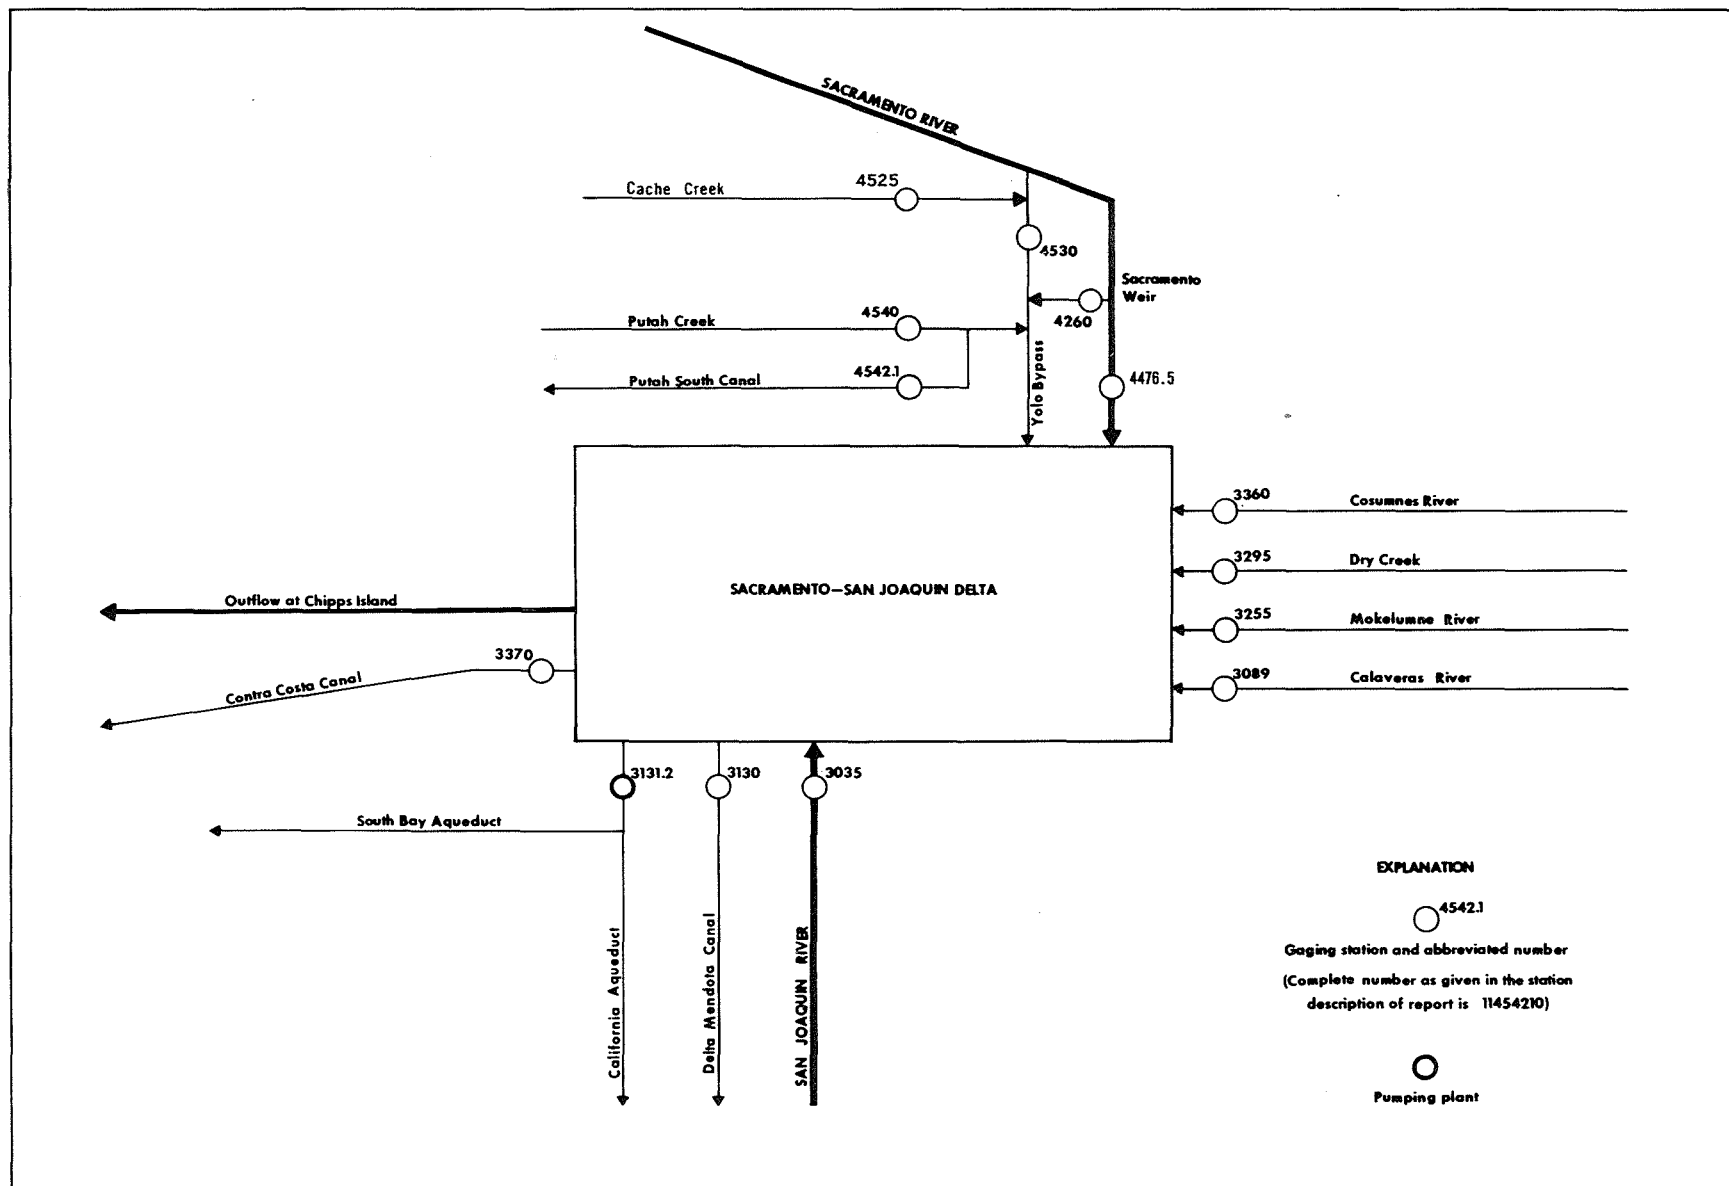 SACRAMENTO RIVER
4525
Cache Creek
4530
Sacramento
Weir
4260
4540
Putah Creek
4542.1
Putah South Canal
Yolo Bypass
4476.5
3360
Cosumnes River
3295
Dry Creek
SACRAMENTO—SAN JOAQUIN DELTA
Outflow at Chipps Island
3255
Mokelumne River
3370
Contra Costa Canal
3089
Calaveras River
3131.2
3130
3035
South Bay Aqueduct
California Aqueduct
Delta Mendota Canal
SAN JOAQUIN RIVER
EXPLANATION
4542.1
Gaging station and abbreviated number
(Complete number as given in the station
description of report is 11454210)
Pumping plant